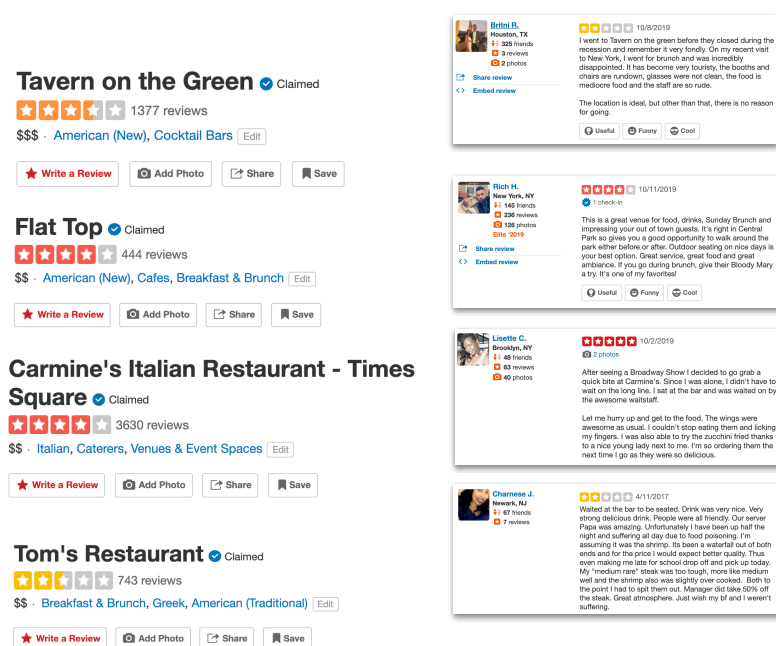 Tavern on the Green Claimed
1377 reviews
$$$ · American (New), Cocktail Bars Edit
Write a Review Add Photo Share Save
Flat Top Claimed
444 reviews
$$ · American (New), Cafes, Breakfast & Brunch Edit
Write a Review Add Photo Share Save
Carmine's Italian Restaurant - Times
Square Claimed
3630 reviews
$$ · Italian, Caterers, Venues & Event Spaces Edit
Write a Review Add Photo Share Save
Tom's Restaurant Claimed
743 reviews
$$ · Breakfast & Brunch, Greek, American (Traditional) Edit
Write a Review Add Photo Share Save
Britni R.
Houston, TX
325 friends
3 reviews
2 photos
Share review
Embed review
10/8/2019
I went to Tavern on the green before they closed during the
recession and remember it very fondly. On my recent visit
to New York, I went for brunch and was incredibly
disappointed. It has become very touristy, the booths and
chairs are rundown, glasses were not clean, the food is
mediocre food and the staff are so rude.
The location is ideal, but other than that, there is no reason
for going.
Useful Funny Cool
Rich H.
New York, NY
145 friends
236 reviews
126 photos
Elite '2019
Share review
Embed review
10/11/2019
1 check-in
This is a great venue for food, drinks, Sunday Brunch and
impressing your out of town guests. It's right in Central
Park so gives you a good opportunity to walk around the
park either before or after. Outdoor seating on nice days is
your best option. Great service, great food and great
ambiance. If you go during brunch, give their Bloody Mary
a try. It's one of my favorites!
Useful Funny Cool
Lisette C.
Brooklyn, NY
48 friends
63 reviews
40 photos
10/2/2019
2 photos
After seeing a Broadway Show I decided to go grab a
quick bite at Carmine's. Since I was alone, I didn't have to
wait on the long line. I sat at the bar and was waited on by
the awesome waitstaff.
Let me hurry up and get to the food. The wings were
awesome as usual. I couldn't stop eating them and licking
my fingers. I was also able to try the zucchini fried thanks
to a nice young lady next to me. I'm so ordering them the
next time I go as they were so delicious.
Charnese J.
Newark, NJ
67 friends
7 reviews
4/11/2017
Waited at the bar to be seated. Drink was very nice. Very
strong delicious drink. People were all friendly. Our server
Papa was amazing. Unfortunately I have been up half the
night and suffering all day due to food poisoning. I'm
assuming it was the shrimp. Its been a waterfall out of both
ends and for the price I would expect better quality. Thus
even making me late for school drop off and pick up today.
My "medium rare" steak was too tough, more like medium
well and the shrimp also was slightly over cooked. Both to
the point I had to spit them out. Manager did take 50% off
the steak. Great atmosphere. Just wish my bf and I weren't
suffering.